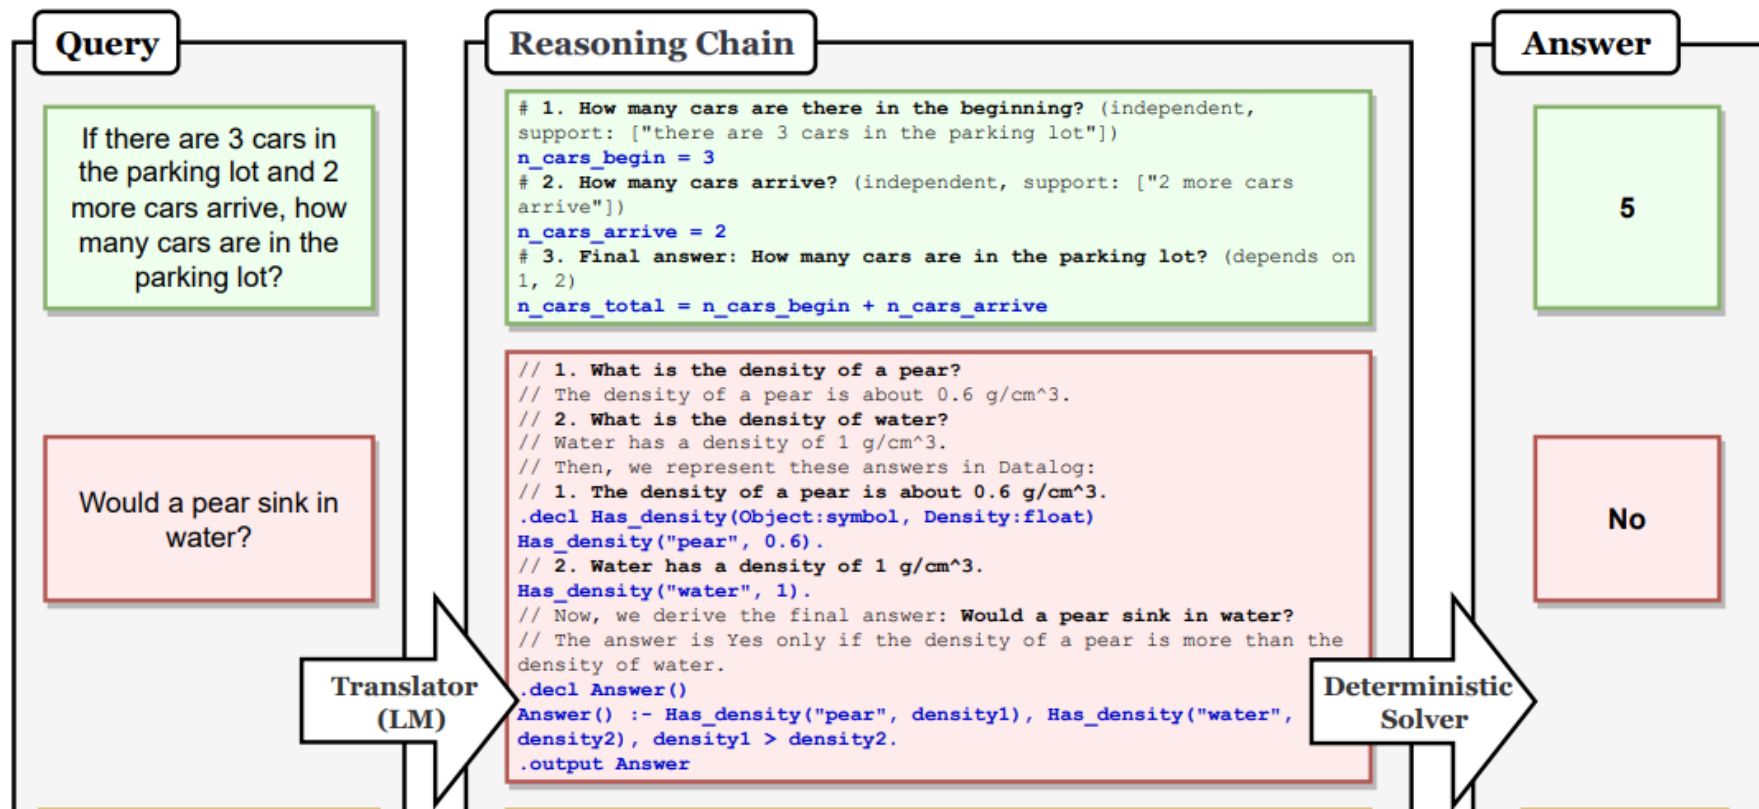 Query
If there are 3 cars in
the parking lot and 2
more cars arrive, how
many cars are in the
parking lot?
Would a pear sink in
water?
Translator
(LM)
Reasoning Chain
# 1. How many cars are there in the beginning? (independent,
support: ["there are 3 cars in the parking lot"])
n_cars_begin = 3
# 2. How many cars arrive? (independent, support: ["2 more cars
arrive"])
n_cars_arrive = 2
# 3. Final answer: How many cars are in the parking lot? (depends on
1, 2)
n_cars_total = n_cars_begin + n_cars_arrive
// 1. What is the density of a pear?
// The density of a pear is about 0.6 g/cm^3.
// 2. What is the density of water?
// Water has a density of 1 g/cm^3.
// Then, we represent these answers in Datalog:
// 1. The density of a pear is about 0.6 g/cm^3.
.decl Has_density(Object:symbol, Density:float)
Has_density("pear", 0.6).
// 2. Water has a density of 1 g/cm^3.
Has_density("water", 1).
// Now, we derive the final answer: Would a pear sink in water?
// The answer is Yes only if the density of a pear is more than the
density of water.
.decl Answer()
Answer() :- Has_density("pear", density1), Has_density("water",
density2), density1 > density2.
.output Answer
Deterministic
Solver
Answer
5
No